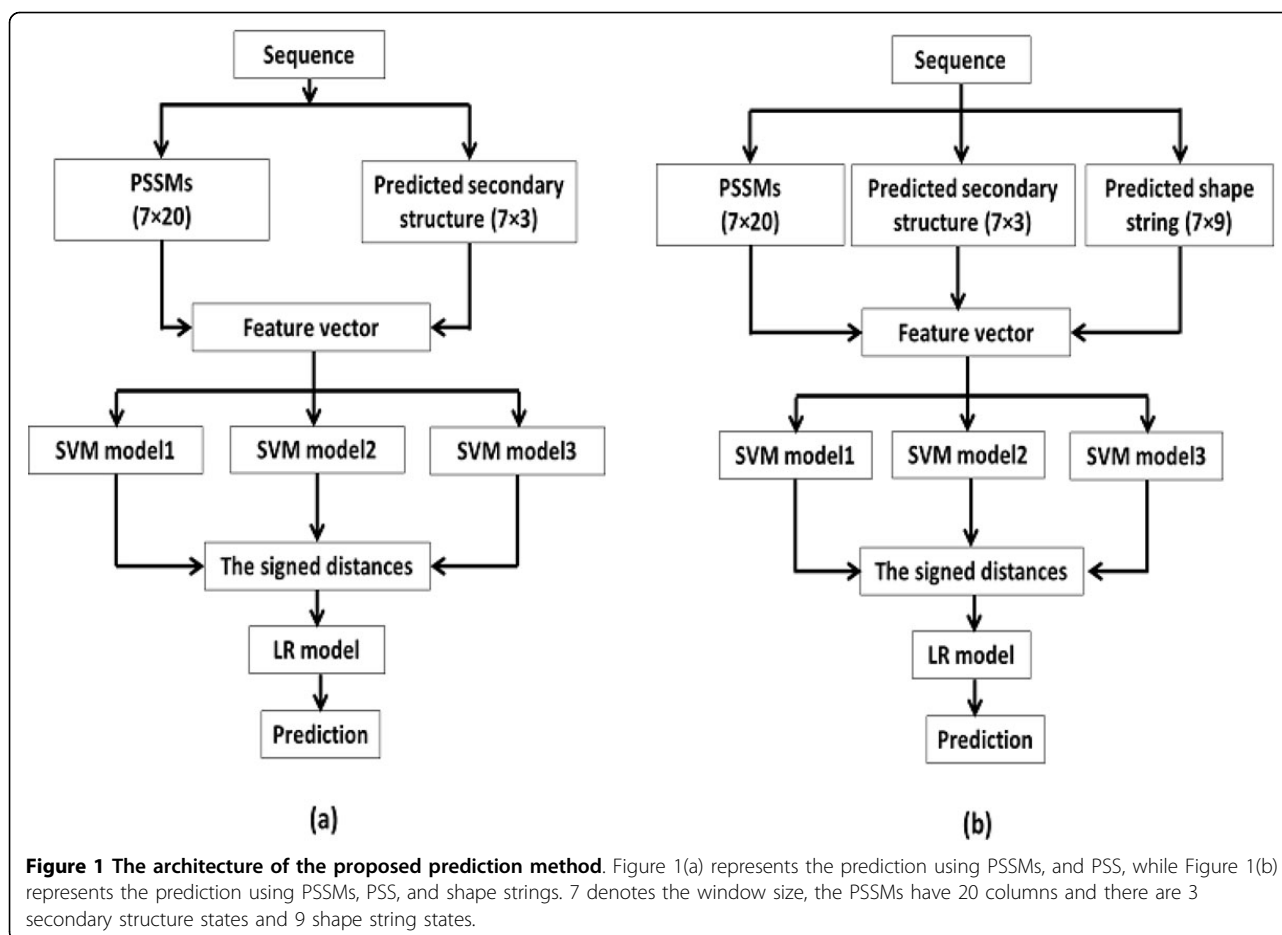 Sequence
PSSMs
(7×20)
Predicted secondary
structure (7×3)
Feature vector
SVM model1
SVM model2
SVM model3
The signed distances
LR model
Prediction
(a)
Sequence
PSSMs
(7×20)
Predicted secondary
structure (7×3)
Predicted shape
string (7×9)
Feature vector
SVM model1
SVM model2
SVM model3
The signed distances
LR model
Prediction
(b)
Figure 1 The architecture of the proposed prediction method. Figure 1(a) represents the prediction using PSSMs, and PSS, while Figure 1(b)
represents the prediction using PSSMs, PSS, and shape strings. 7 denotes the window size, the PSSMs have 20 columns and there are 3
secondary structure states and 9 shape string states.